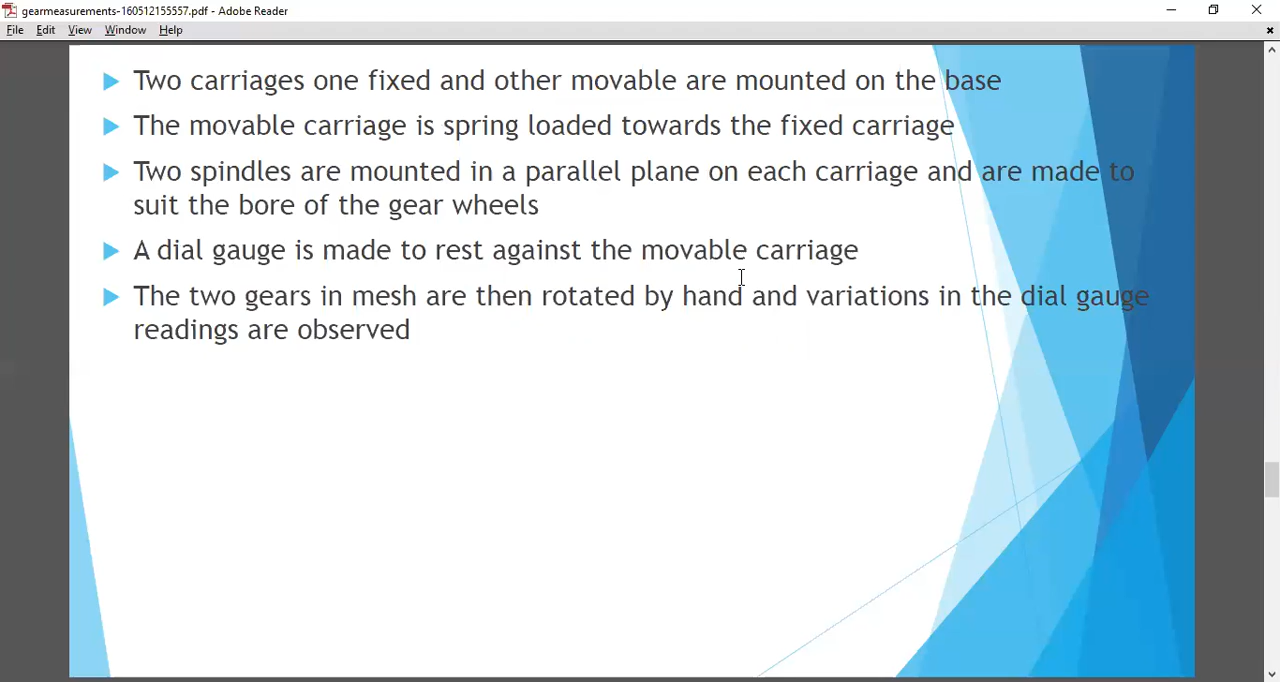 gearmeasurements-160512155557.pdf - Adobe Reader
File Edit View Window Help
Two carriages one fixed and other movable are mounted on the base
The movable carriage is spring loaded towards the fixed carriage
Two spindles are mounted in a parallel plane on each carriage and are made to
suit the bore of the gear wheels
A dial gauge is made to rest against the movable carriage
The two gears in mesh are then rotated by hand and variations in the dial gauge
readings are observed